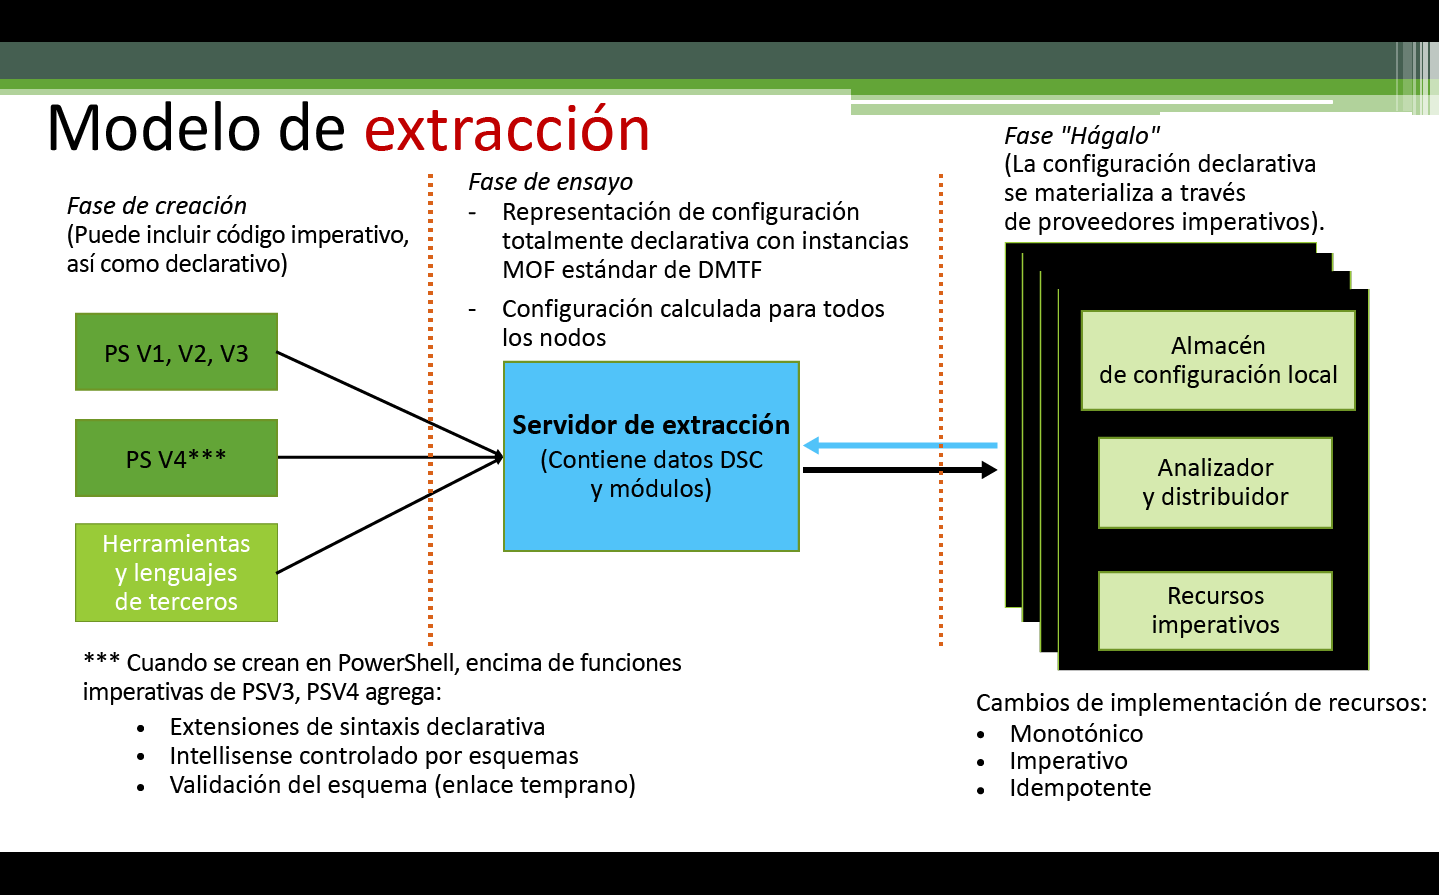 Modelo de extracción
Fase de creación
(Puede incluir código imperativo,
así como declarativo)
PS V1, V2, V3
PS V4***
Herramientas
y lenguajes
de terceros
Fase de ensayo
- Representación de configuración
totalmente declarativa con instancias
MOF estándar de DMTF
- Configuración calculada para todos
los nodos
Servidor de extracción
(Contiene datos DSC
y módulos)
Fase "Hágalo"
(La configuración declarativa
se materializa a través
de proveedores imperativos).
Almacén
de configuración local
Analizador
y distribuidor
Recursos
imperativos
*** Cuando se crean en PowerShell, encima de funciones
imperativas de PSV3, PSV4 agrega:
• Extensiones de sintaxis declarativa
• Intellisense controlado por esquemas
• Validación del esquema (enlace temprano)
Cambios de implementación de recursos:
• Monotónico
• Imperativo
• Idempotente